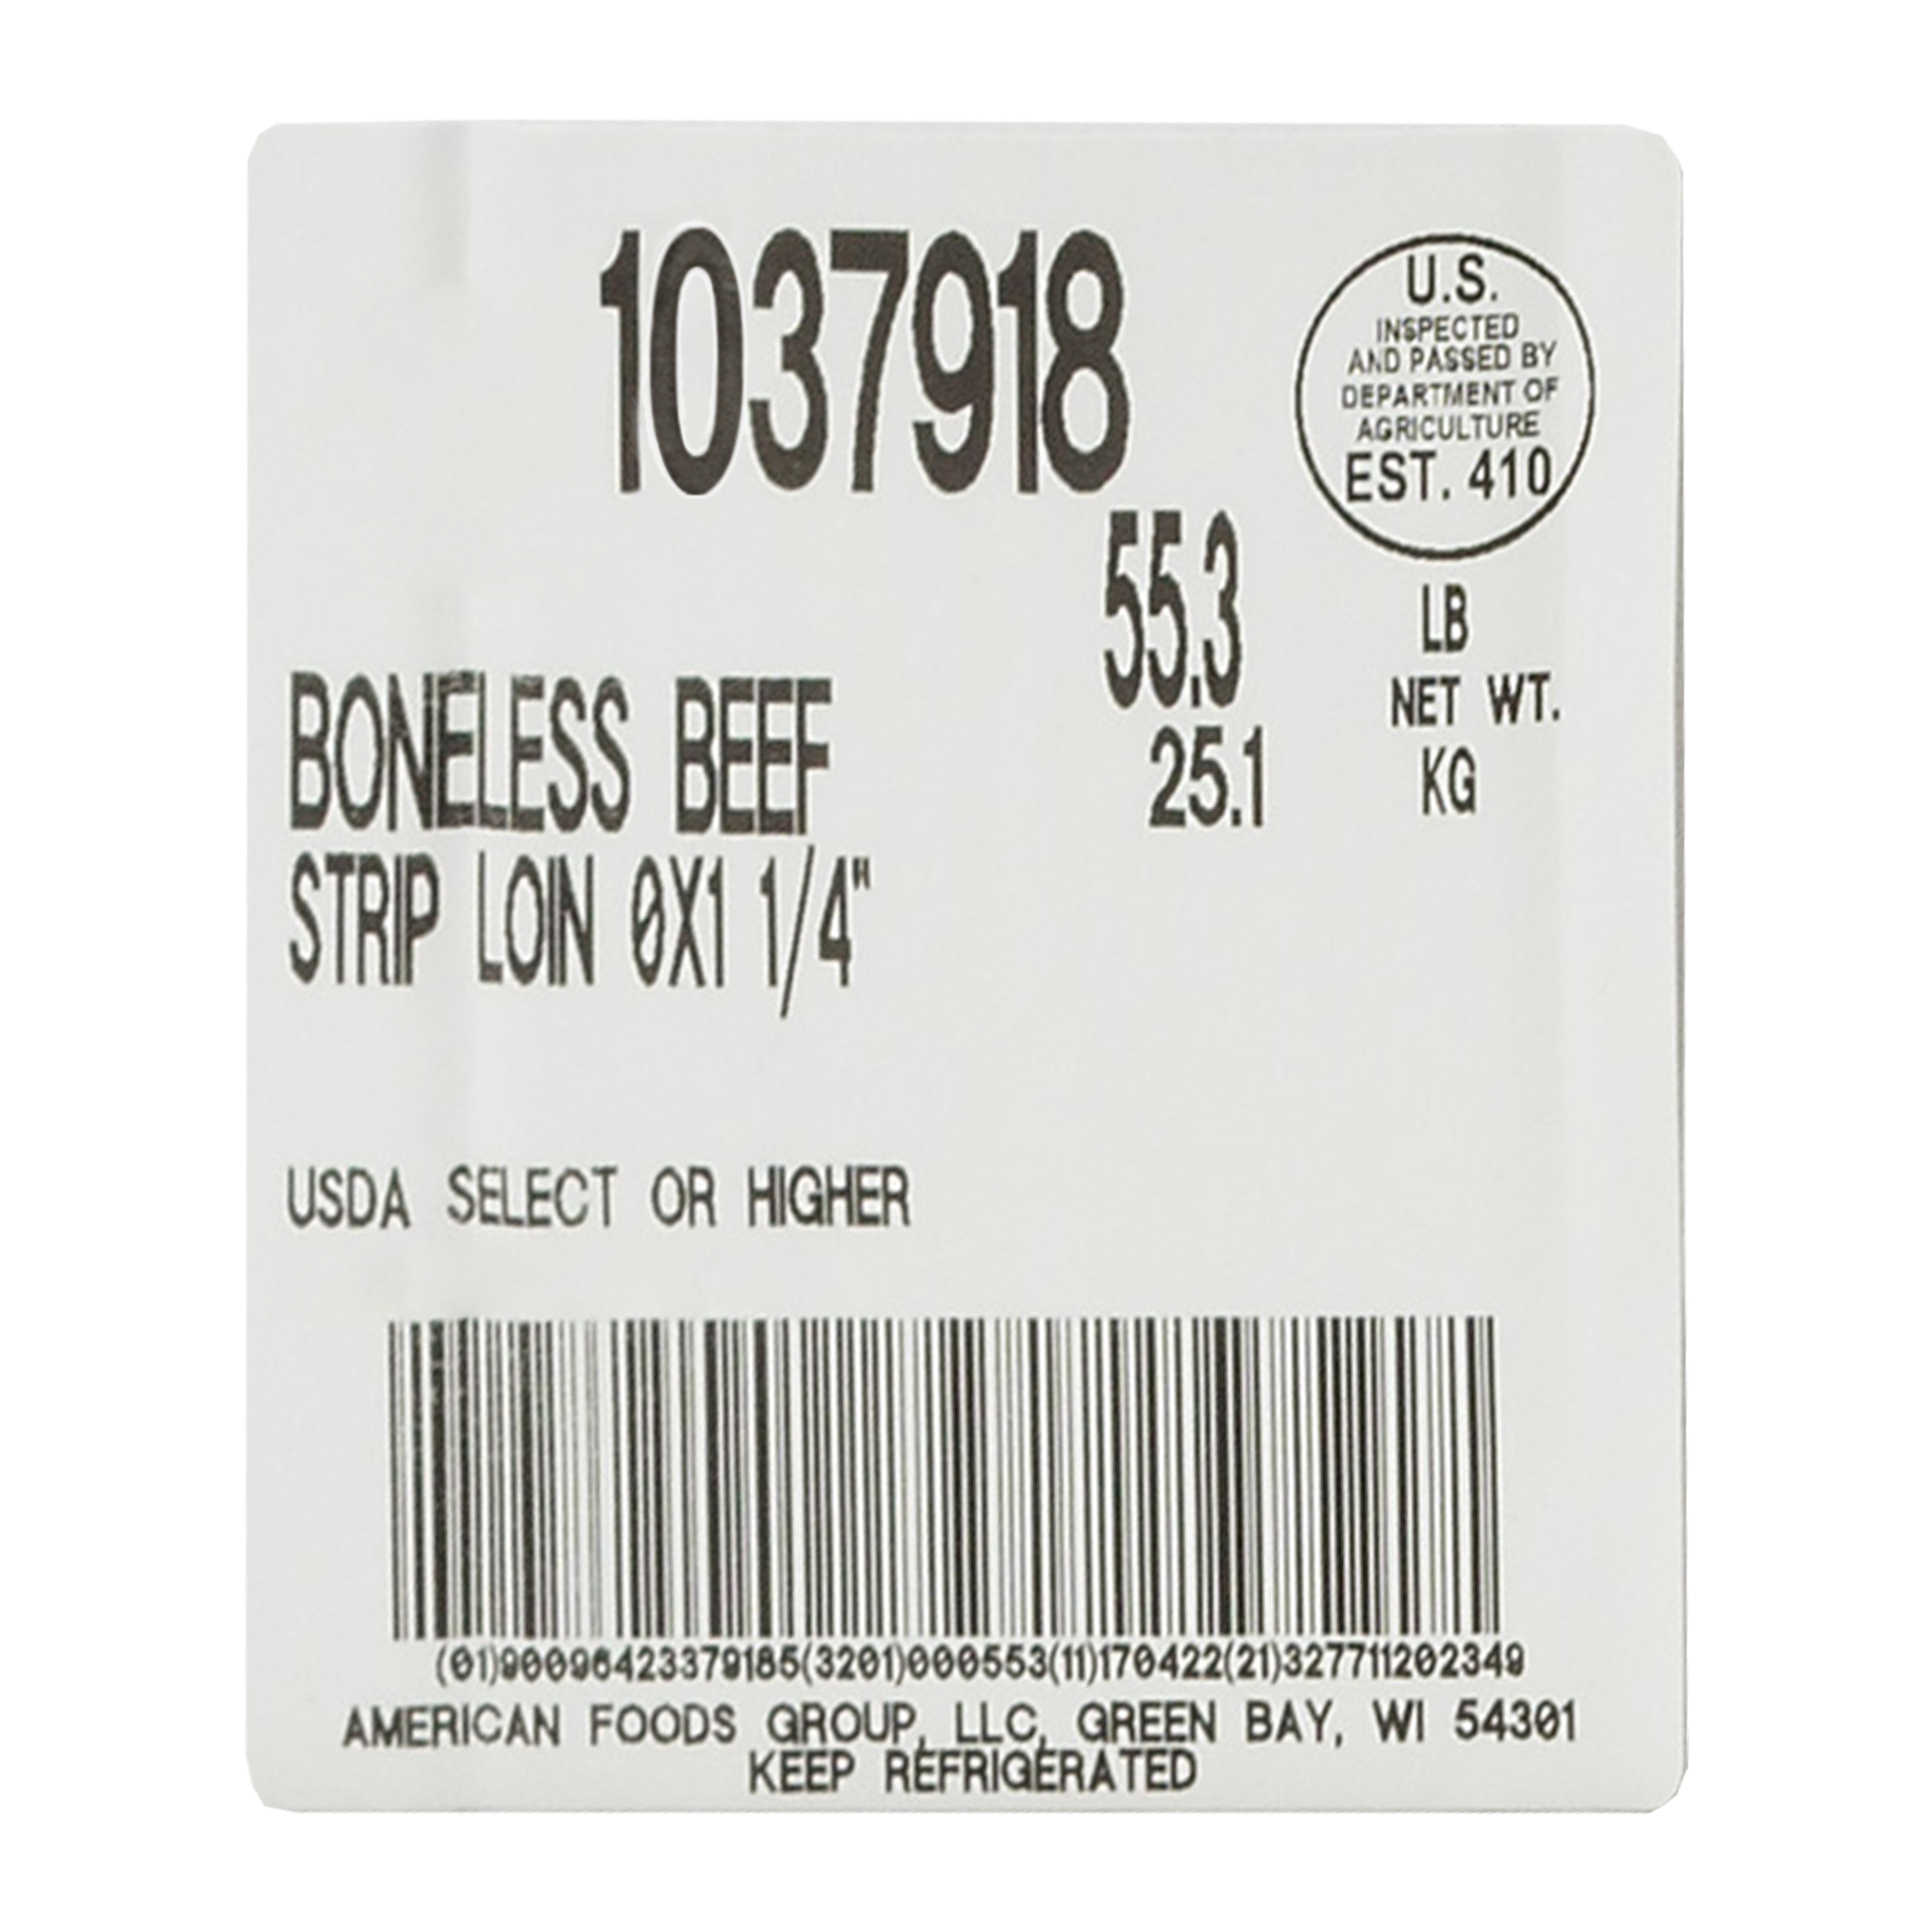 1037918
U.S.
INSPECTED
AND PASSED BY
DEPARTMENT OF
AGRICULTURE
EST. 410
55.3 LB
NET WT.
25.1 KG
BONELESS BEEF
STRIP LOIN 0X1 1/4"
USDA SELECT OR HIGHER
(01)90096423379185(3201)000553(11)170422(21)327711202349
AMERICAN FOODS GROUP, LLC, GREEN BAY, WI 54301
KEEP REFRIGERATED